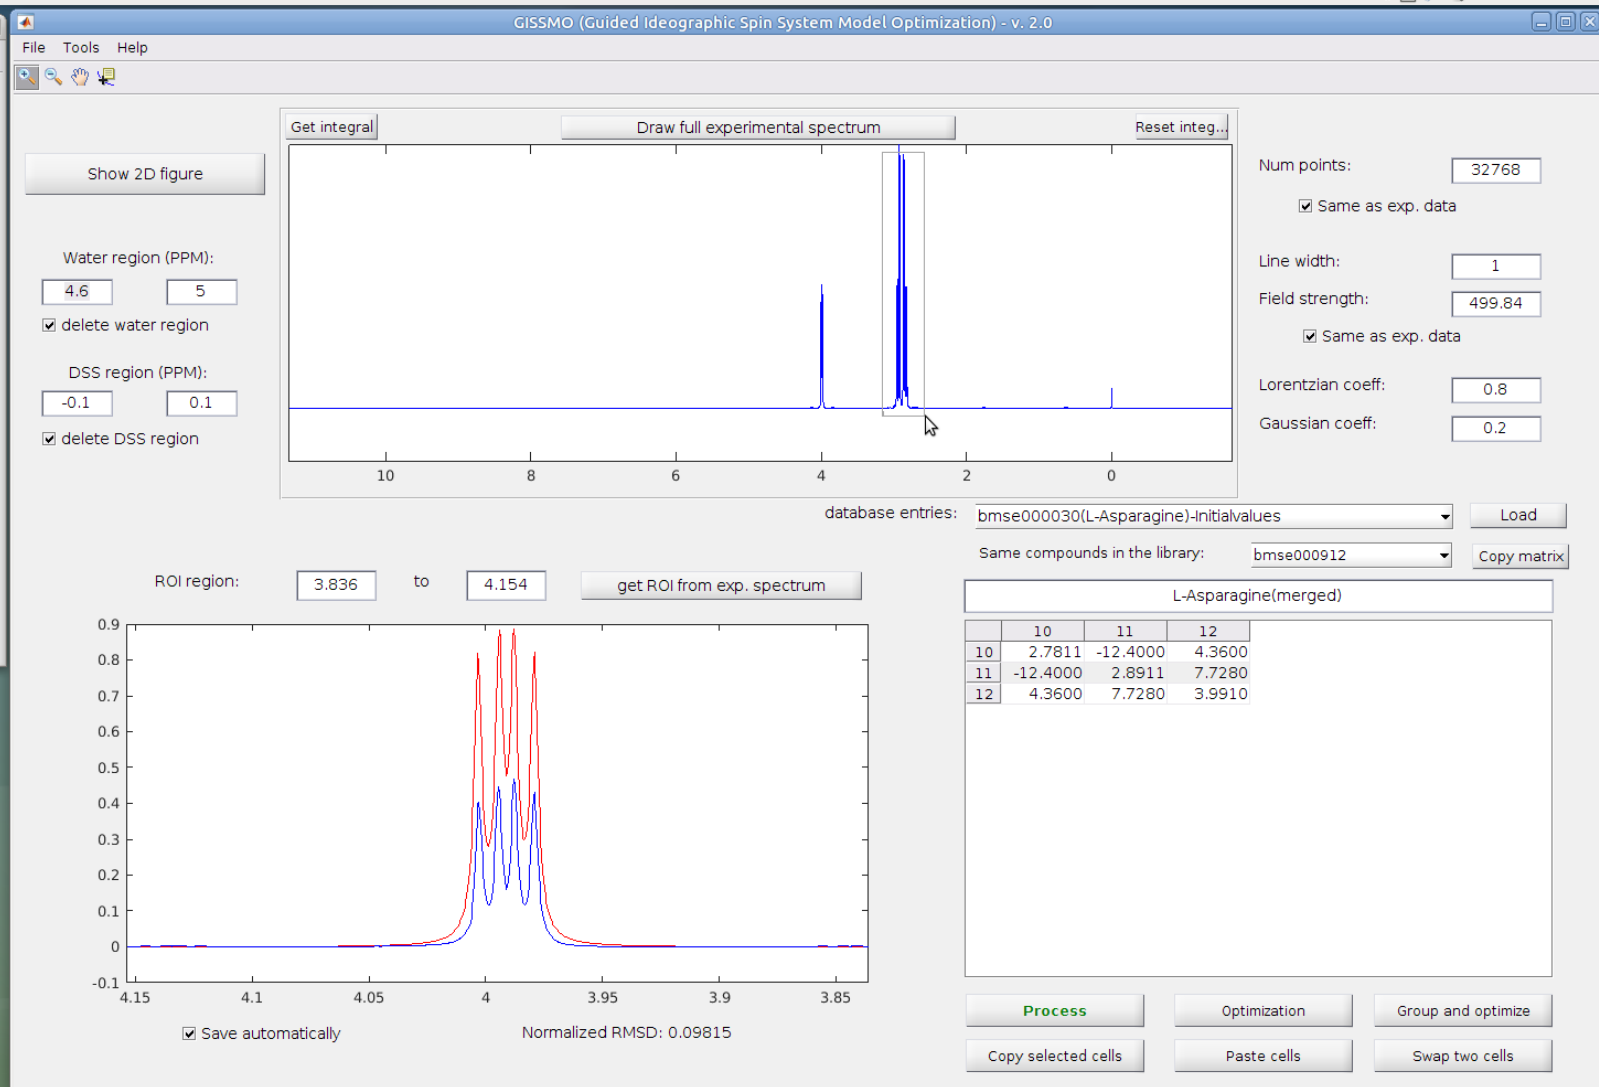 GISSMO (Guided Ideographic Spin System Model Optimization) - v. 2.0
File Tools Help
Get integral
Draw full experimental spectrum
Reset integ...
Show 2D figure
Water region (PPM):
4.6 5
delete water region
DSS region (PPM):
-0.1 0.1
delete DSS region
10 8 6 4 2 0
Num points: 32768
Same as exp. data
Line width: 1
Field strength: 499.84
Same as exp. data
Lorentzian coeff: 0.8
Gaussian coeff: 0.2
database entries: bmse000030(L-Asparagine)-Initialvalues Load
Same compounds in the library: bmse000912 Copy matrix
ROI region: 3.836 to 4.154 get ROI from exp. spectrum
L-Asparagine(merged)
10 11 12
10 2.7811 -12.4000 4.3600
11 -12.4000 2.8911 7.7280
12 4.3600 7.7280 3.9910
0.9
0.8
0.7
0.6
0.5
0.4
0.3
0.2
0.1
0
-0.1
4.15 4.1 4.05 4 3.95 3.9 3.85
Save automatically
Normalized RMSD: 0.09815
Process Optimization Group and optimize
Copy selected cells Paste cells Swap two cells